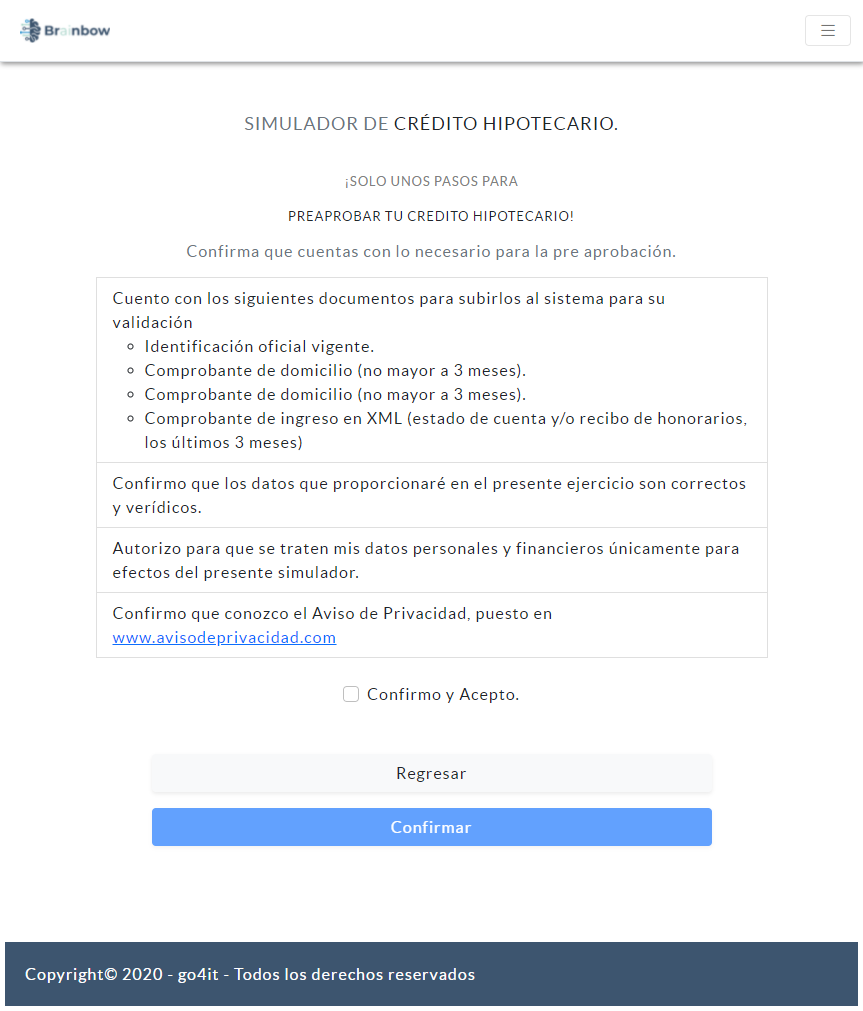 Brainbow
SIMULADOR DE CRÉDITO HIPOTECARIO.
¡SOLO UNOS PASOS PARA
PREAPROBAR TU CREDITO HIPOTECARIO!
Confirma que cuentas con lo necesario para la pre aprobación.
Cuento con los siguientes documentos para subirlos al sistema para su
validación
Identificación oficial vigente.
Comprobante de domicilio (no mayor a 3 meses).
Comprobante de domicilio (no mayor a 3 meses).
Comprobante de ingreso en XML (estado de cuenta y/o recibo de honorarios,
los últimos 3 meses)
Confirmo que los datos que proporcionaré en el presente ejercicio son correctos
y verídicos.
Autorizo para que se traten mis datos personales y financieros únicamente para
efectos del presente simulador.
Confirmo que conozco el Aviso de Privacidad, puesto en
www.avisodeprivacidad.com
Confirmo y Acepto.
Regresar
Confirmar
Copyright© 2020 - go4it - Todos los derechos reservados